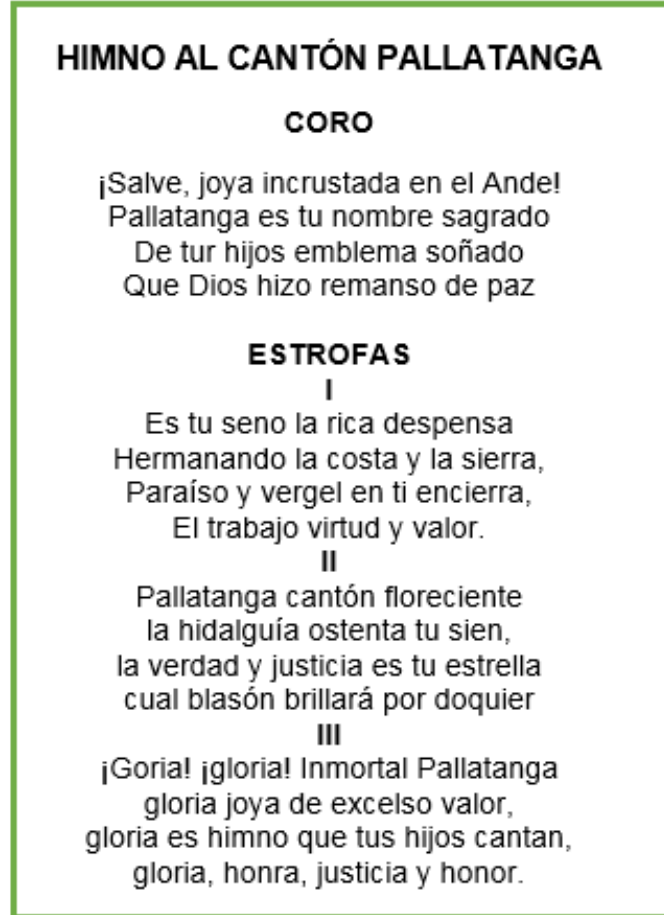 HIMNO AL CANTÓN PALLATANGA
CORO
¡Salve, joya incrustada en el Ande!
Pallatanga es tu nombre sagrado
De tur hijos emblema soñado
Que Dios hizo remanso de paz
ESTROFAS
I
Es tu seno la rica despensa
Hermanando la costa y la sierra,
Paraíso y vergel en ti encierra,
El trabajo virtud y valor.
II
Pallatanga cantón floreciente
la hidalguía ostenta tu sien,
la verdad y justicia es tu estrella
cual blasón brillará por doquier
III
¡Goria! ¡gloria! Inmortal Pallatanga
gloria joya de excelso valor,
gloria es himno que tus hijos cantan,
gloria, honra, justicia y honor.